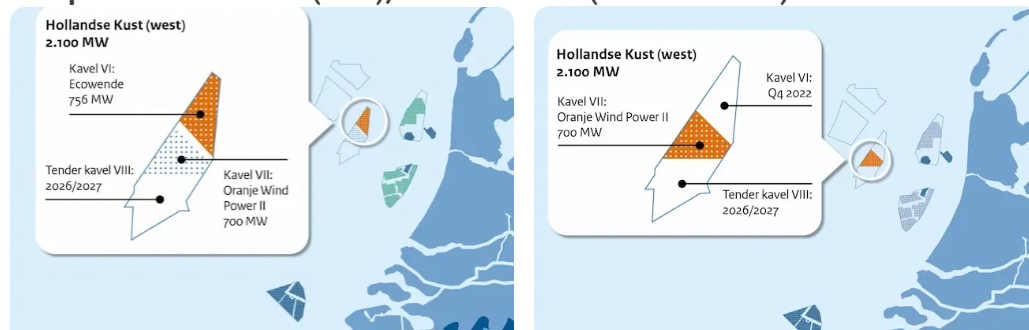 Hollandse Kust (west)
2.100 MW
Kavel VI:
Ecowende
756 MW
Tender kavel VIII:
2026/2027
Kavel VII:
Oranje Wind
Power II
700 MW
Hollandse Kust (west)
2.100 MW
Kavel VI:
Q4 2022
Kavel VII:
Oranje Wind Power II
700 MW
Tender kavel VIII:
2026/2027